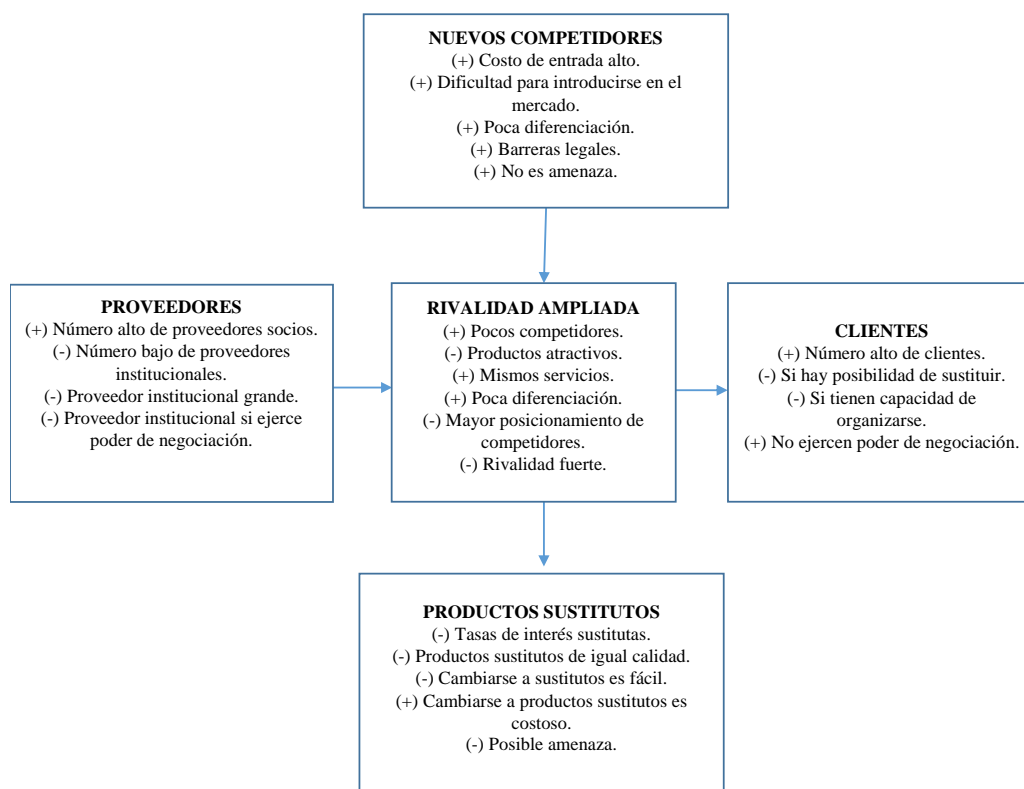 NUEVOS COMPETIDORES
(+) Costo de entrada alto.
(+) Dificultad para introducirse en el
mercado.
(+) Poca diferenciación.
(+) Barreras legales.
(+) No es amenaza.
PROVEEDORES
(+) Número alto de proveedores socios.
(-) Número bajo de proveedores
institucionales.
(-) Proveedor institucional grande.
(-) Proveedor institucional si ejerce
poder de negociación.
RIVALIDAD AMPLIADA
(+) Pocos competidores.
(-) Productos atractivos.
(+) Mismos servicios.
(+) Poca diferenciación.
(-) Mayor posicionamiento de
competidores.
(-) Rivalidad fuerte.
CLIENTES
(+) Número alto de clientes.
(-) Si hay posibilidad de sustituir.
(-) Si tienen capacidad de
organizarse.
(+) No ejercen poder de negociación.
PRODUCTOS SUSTITUTOS
(-) Tasas de interés sustitutas.
(-) Productos sustitutos de igual calidad.
(-) Cambiarse a sustitutos es fácil.
(+) Cambiarse a productos sustitutos es
costoso.
(-) Posible amenaza.